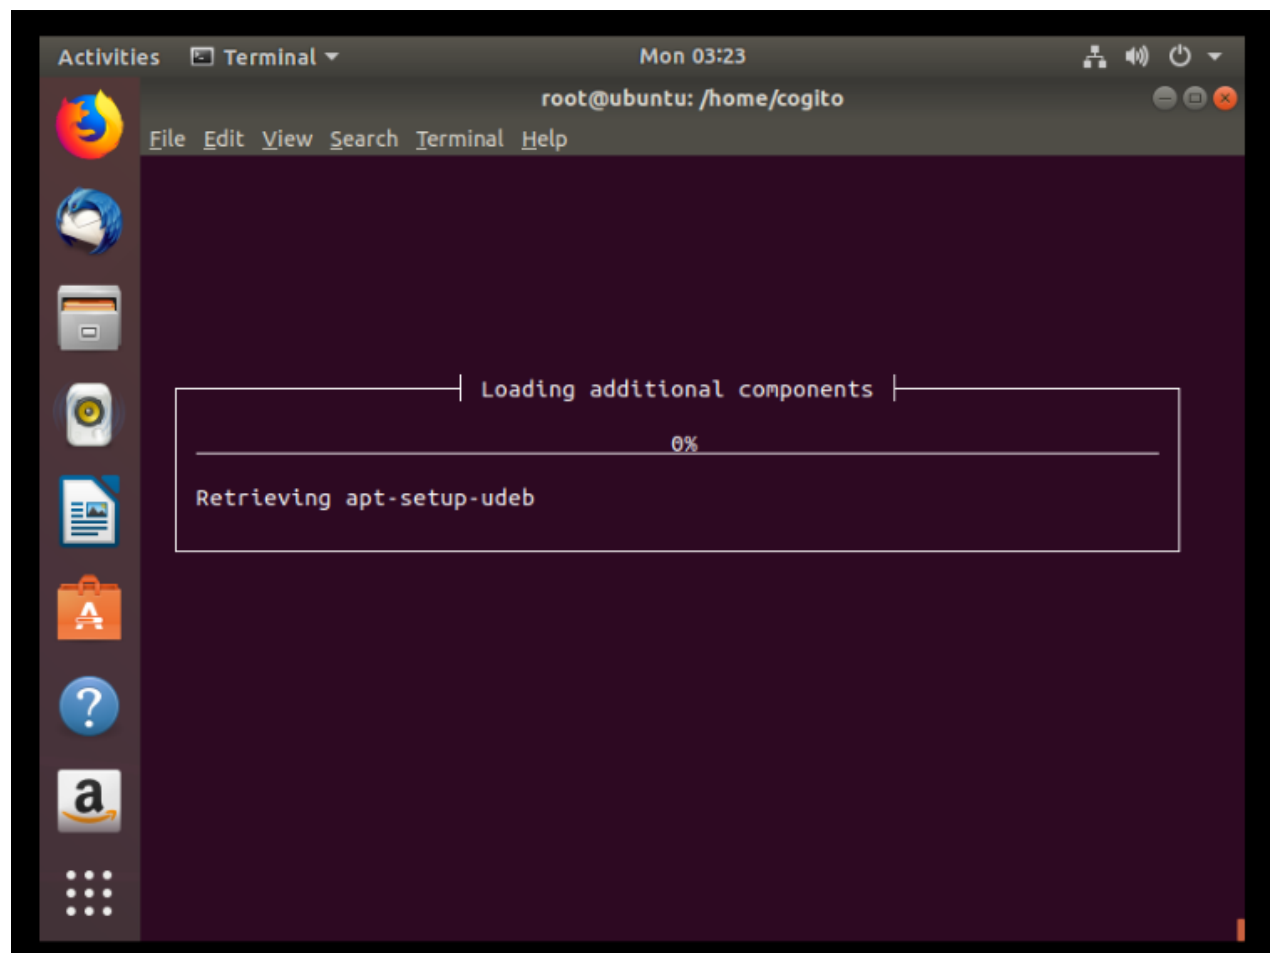 Activities Terminal Mon 03:23
root@ubuntu: /home/cogito
File Edit View Search Terminal Help
Loading additional components
0%
Retrieving apt-setup-udeb
A
?
a